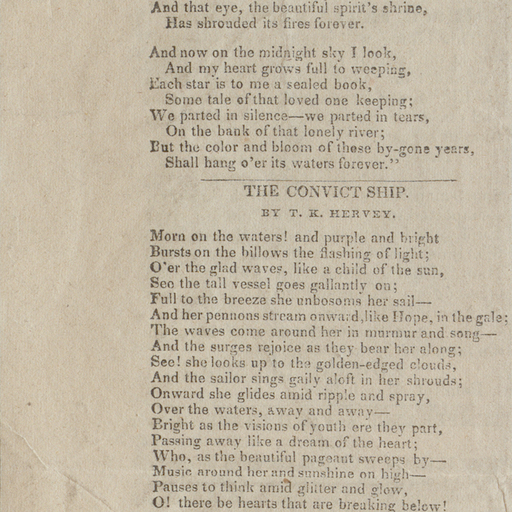 And that eye, the beautiful spirit's shrine,
Has shrouded its fires forever.
And now on the midnight sky I look,
And my heart grows full to weeping,
Each star is to me a sealed book,
Some tale of that loved one keeping;
We parted in silence—we parted in tears,
On the bank of that lonely river;
But the color and bloom of those by-gone years,
Shall hang o'er its waters forever."
THE CONVICT SHIP.
BY T. K. HERVEY.
Morn on the waters! and purple and bright
Bursts on the billows the flashing of light;
O'er the glad waves, like a child of the sun,
See the tall vessel goes gallantly on;
Full to the breeze she unbosoms her sail—
And her pennons stream onward, like Hope, in the gale;
The waves come around her in murmur and song—
And the surges rejoice as they bear her along;
See! she looks up to the golden-edged clouds,
And the sailor sings gaily aloft in her shrouds;
Onward she glides amid ripple and spray,
Over the waters, away and away—
Bright as the visions of youth ere they part,
Passing away like a dream of the heart;
Who, as the beautiful pageant sweeps by—
Music around her and sunshine on high—
Pauses to think amid glitter and glow,
O! there be hearts that are breaking below!